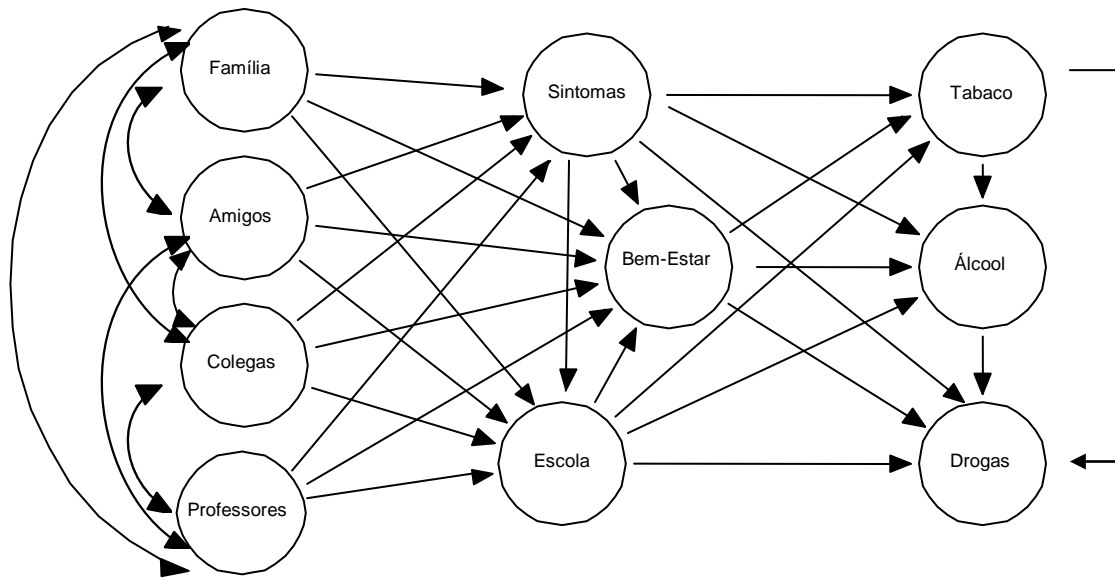 Família
Sintomas
Tabaco
Amigos
Bem-Estar
Álcool
Colegas
Escola
Drogas
Professores